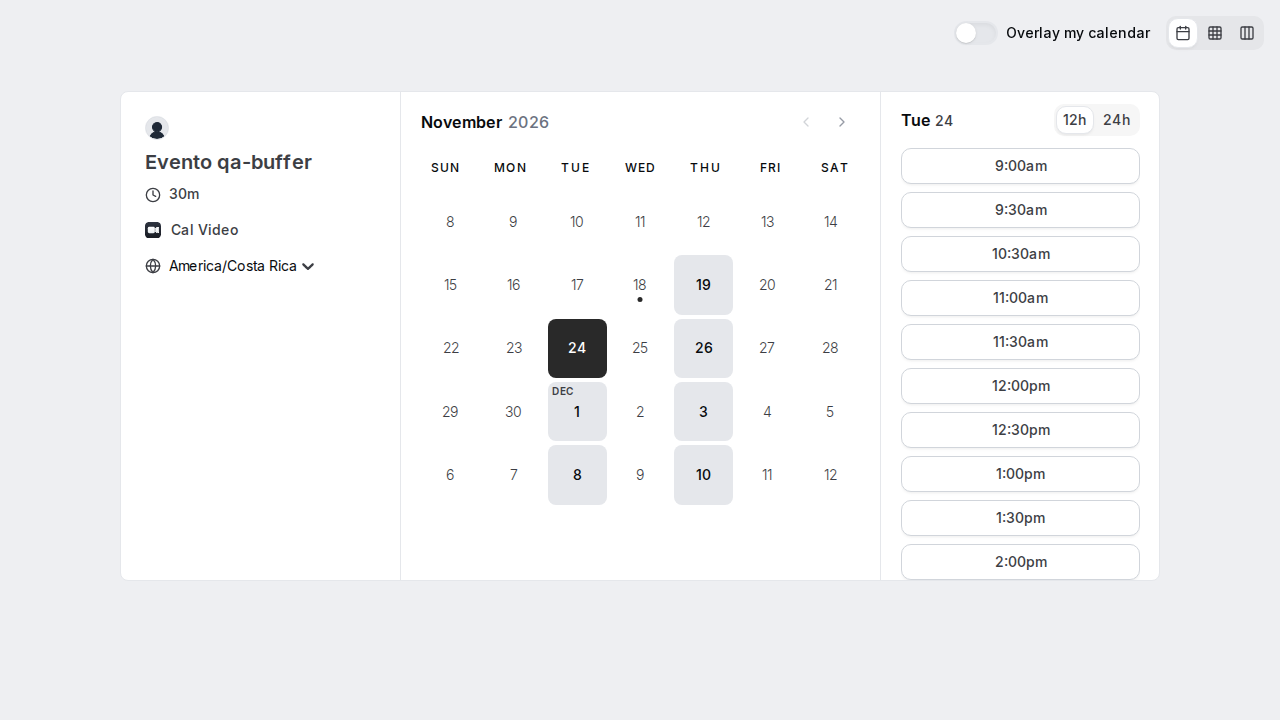 Overlay my calendar
Evento qa-buffer
30m
Cal Video
America/Costa Rica
November 2026
SUN MON TUE WED THU FRI SAT
8 9 10 11 12 13 14
15 16 17 18 19 20 21
22 23 24 25 26 27 28
DEC
29 30 1 2 3 4 5
6 7 8 9 10 11 12
Tue 24
12h 24h
9:00am
9:30am
10:30am
11:00am
11:30am
12:00pm
12:30pm
1:00pm
1:30pm
2:00pm